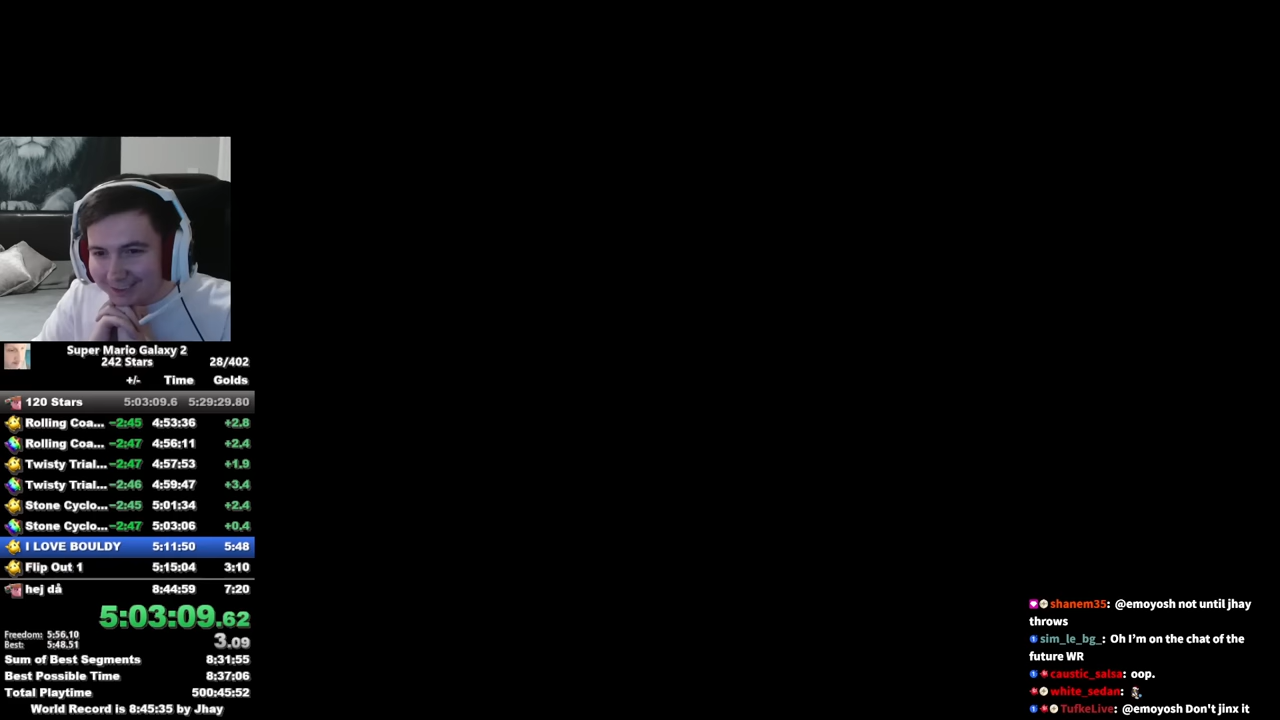 Super Mario Galaxy 2
242 Stars 28/402
+/- Time Golds
120 Stars 5:03:09.6 5:29:29.80
Rolling Coa... −2:45 4:53:36 +2.8
Rolling Coa... −2:47 4:56:11 +2.4
Twisty Trial... −2:47 4:57:53 +1.9
Twisty Trial... −2:46 4:59:47 +3.4
Stone Cyclo... −2:45 5:01:34 +2.4
Stone Cyclo... −2:47 5:03:06 +0.4
I LOVE BOULDY 5:11:50 5:48
Flip Out 1 5:15:04 3:10
hej då 8:44:59 7:20
5:03:09.62
Freedom: 5:56.10
Best: 5:48.51
3.09
Sum of Best Segments 8:31:55
Best Possible Time 8:37:06
Total Playtime 500:45:52
World Record is 8:45:35 by Jhay
shanem35: @emoyosh not until jhay
throws
sim_le_bg_: Oh I'm on the chat of the
future WR
caustic_salsa: oop.
white_sedan:
TufkeLive: @emoyosh Don't jinx it